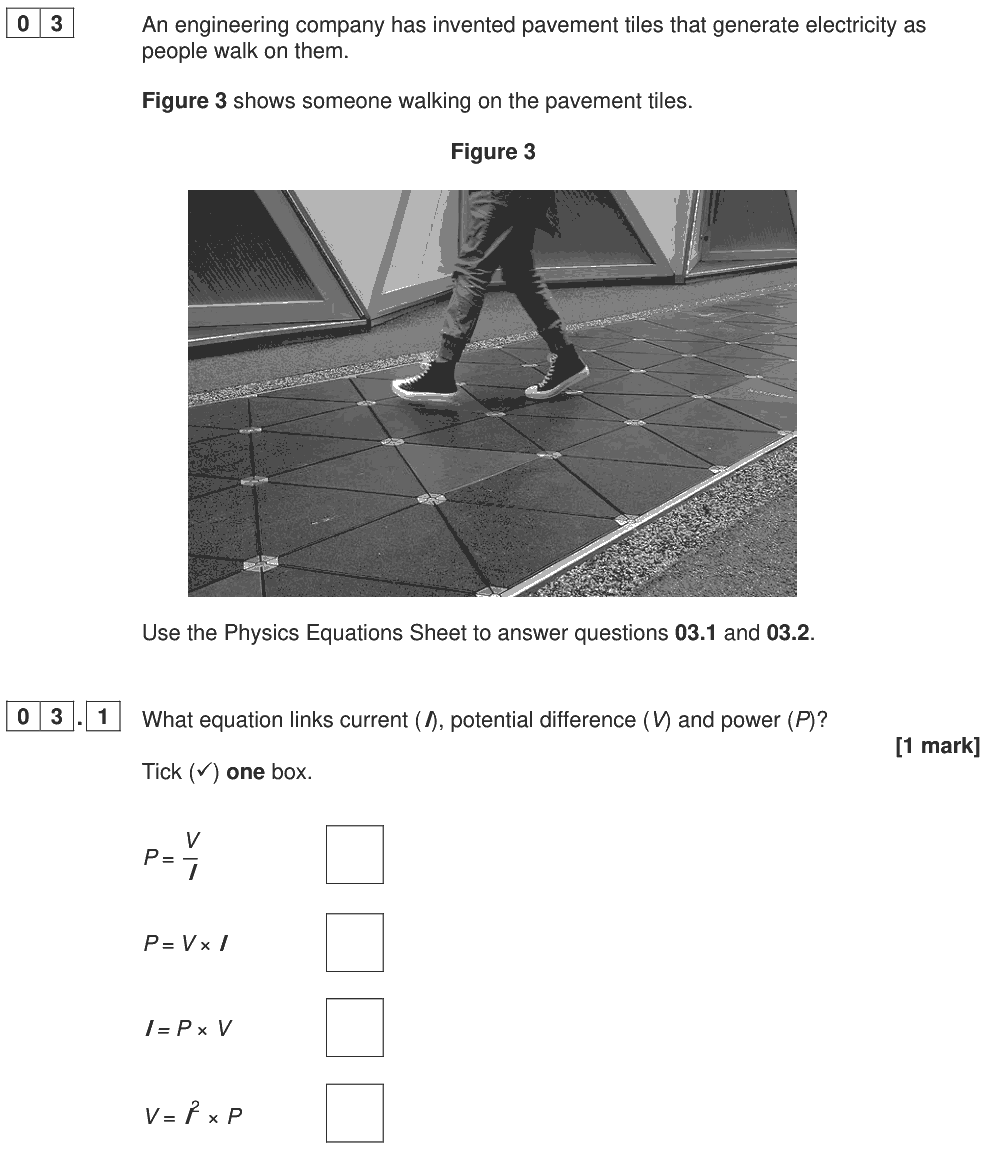 0 3 An engineering company has invented pavement tiles that generate electricity as
people walk on them.
Figure 3 shows someone walking on the pavement tiles.
Figure 3
Use the Physics Equations Sheet to answer questions 03.1 and 03.2.
0 3 . 1 What equation links current (I), potential difference (V) and power (P)?
[1 mark]
Tick (✓) one box.
P = V/I
P = V × I
I = P × V
V = I² × P